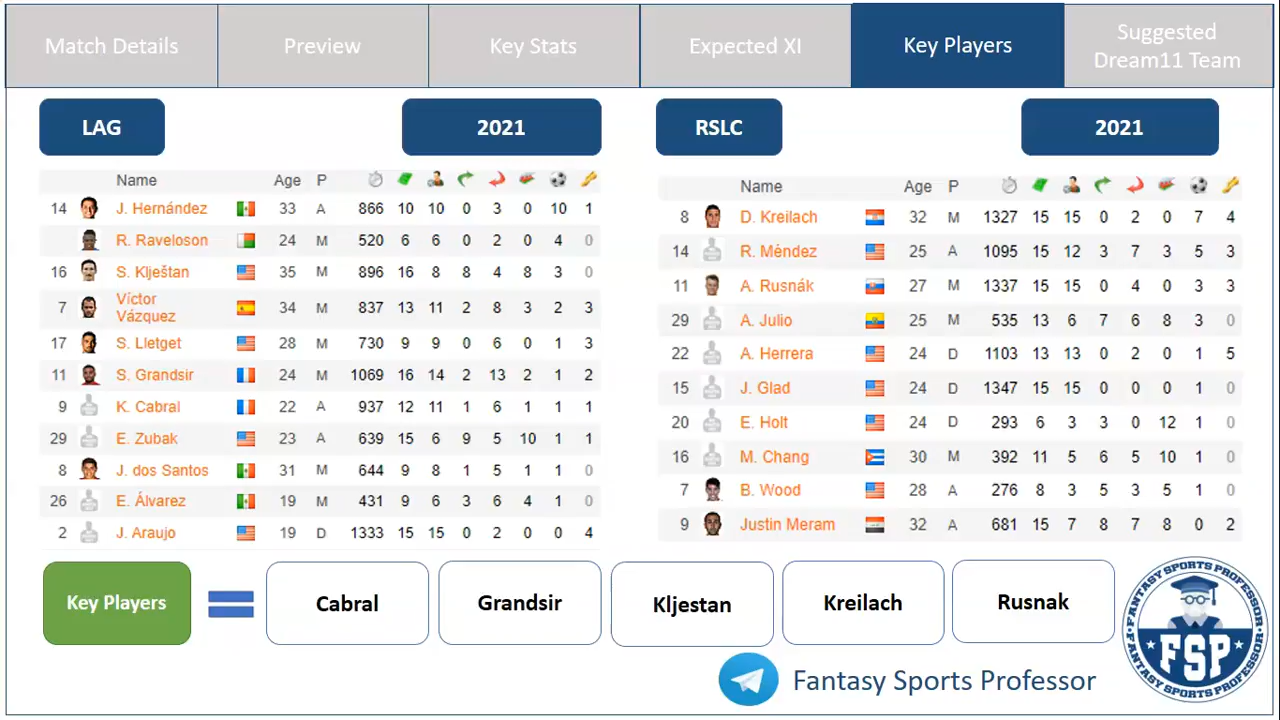 Match Details
Preview
Key Stats
Expected XI
Key Players
Suggested
Dream11 Team
LAG
2021
Name Age P
14 J. Hernández 33 A 866 10 10 0 3 0 10 1
R. Raveloson 24 M 520 6 6 0 2 0 4 0
16 S. Klještan 35 M 896 16 8 8 4 8 3 0
7 Víctor
Vázquez 34 M 837 13 11 2 8 3 2 3
17 S. Lletget 28 M 730 9 9 0 6 0 1 3
11 S. Grandsir 24 M 1069 16 14 2 13 2 1 2
9 K. Cabral 22 A 937 12 11 1 6 1 1 1
29 E. Zubak 23 A 639 15 6 9 5 10 1 1
8 J. dos Santos 31 M 644 9 8 1 5 1 1 0
26 E. Álvarez 19 M 431 9 6 3 6 4 1 0
2 J. Araujo 19 D 1333 15 15 0 2 0 0 4
RSLC
2021
Name Age P
8 D. Kreilach 32 M 1327 15 15 0 2 0 7 4
14 R. Méndez 25 A 1095 15 12 3 7 3 5 3
11 A. Rusnák 27 M 1337 15 15 0 4 0 3 3
29 A. Julio 25 M 535 13 6 7 6 8 3 0
22 A. Herrera 24 D 1103 13 13 0 2 0 1 5
15 J. Glad 24 D 1347 15 15 0 0 0 1 0
20 E. Holt 24 D 293 6 3 3 0 12 1 0
16 M. Chang 30 M 392 11 5 6 5 10 1 0
7 B. Wood 28 A 276 8 3 5 3 5 1 0
9 Justin Meram 32 A 681 15 7 8 7 8 0 2
Key Players
Cabral
Grandsir
Kljestan
Kreilach
Rusnak
Fantasy Sports Professor
FANTASY SPORTS PROFESSOR
FSP
FANTASY SPORTS PROFESSOR